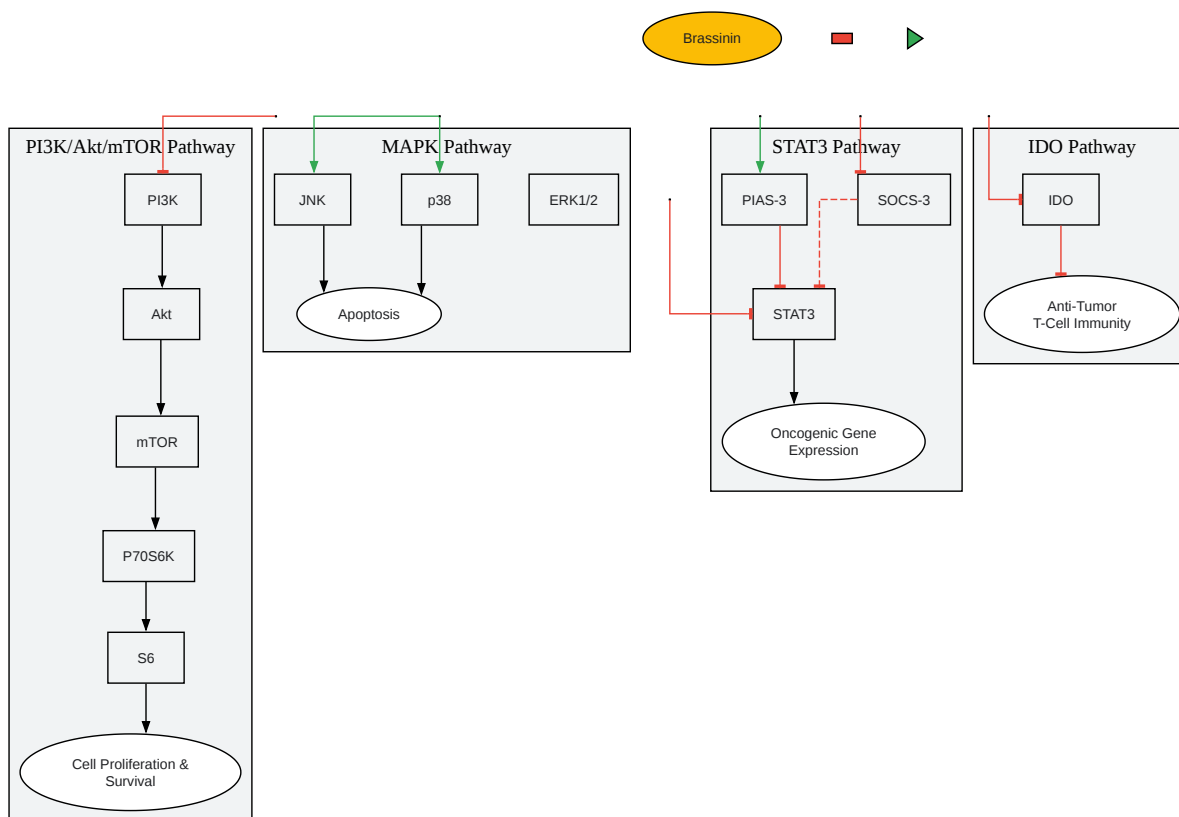 Brassinin
PI3K/Akt/mTOR Pathway
PI3K
Akt
mTOR
P70S6K
S6
Cell Proliferation &
Survival
MAPK Pathway
JNK
p38
ERK1/2
Apoptosis
STAT3 Pathway
PIAS-3
SOCS-3
STAT3
Oncogenic Gene
Expression
IDO Pathway
IDO
Anti-Tumor
T-Cell Immunity